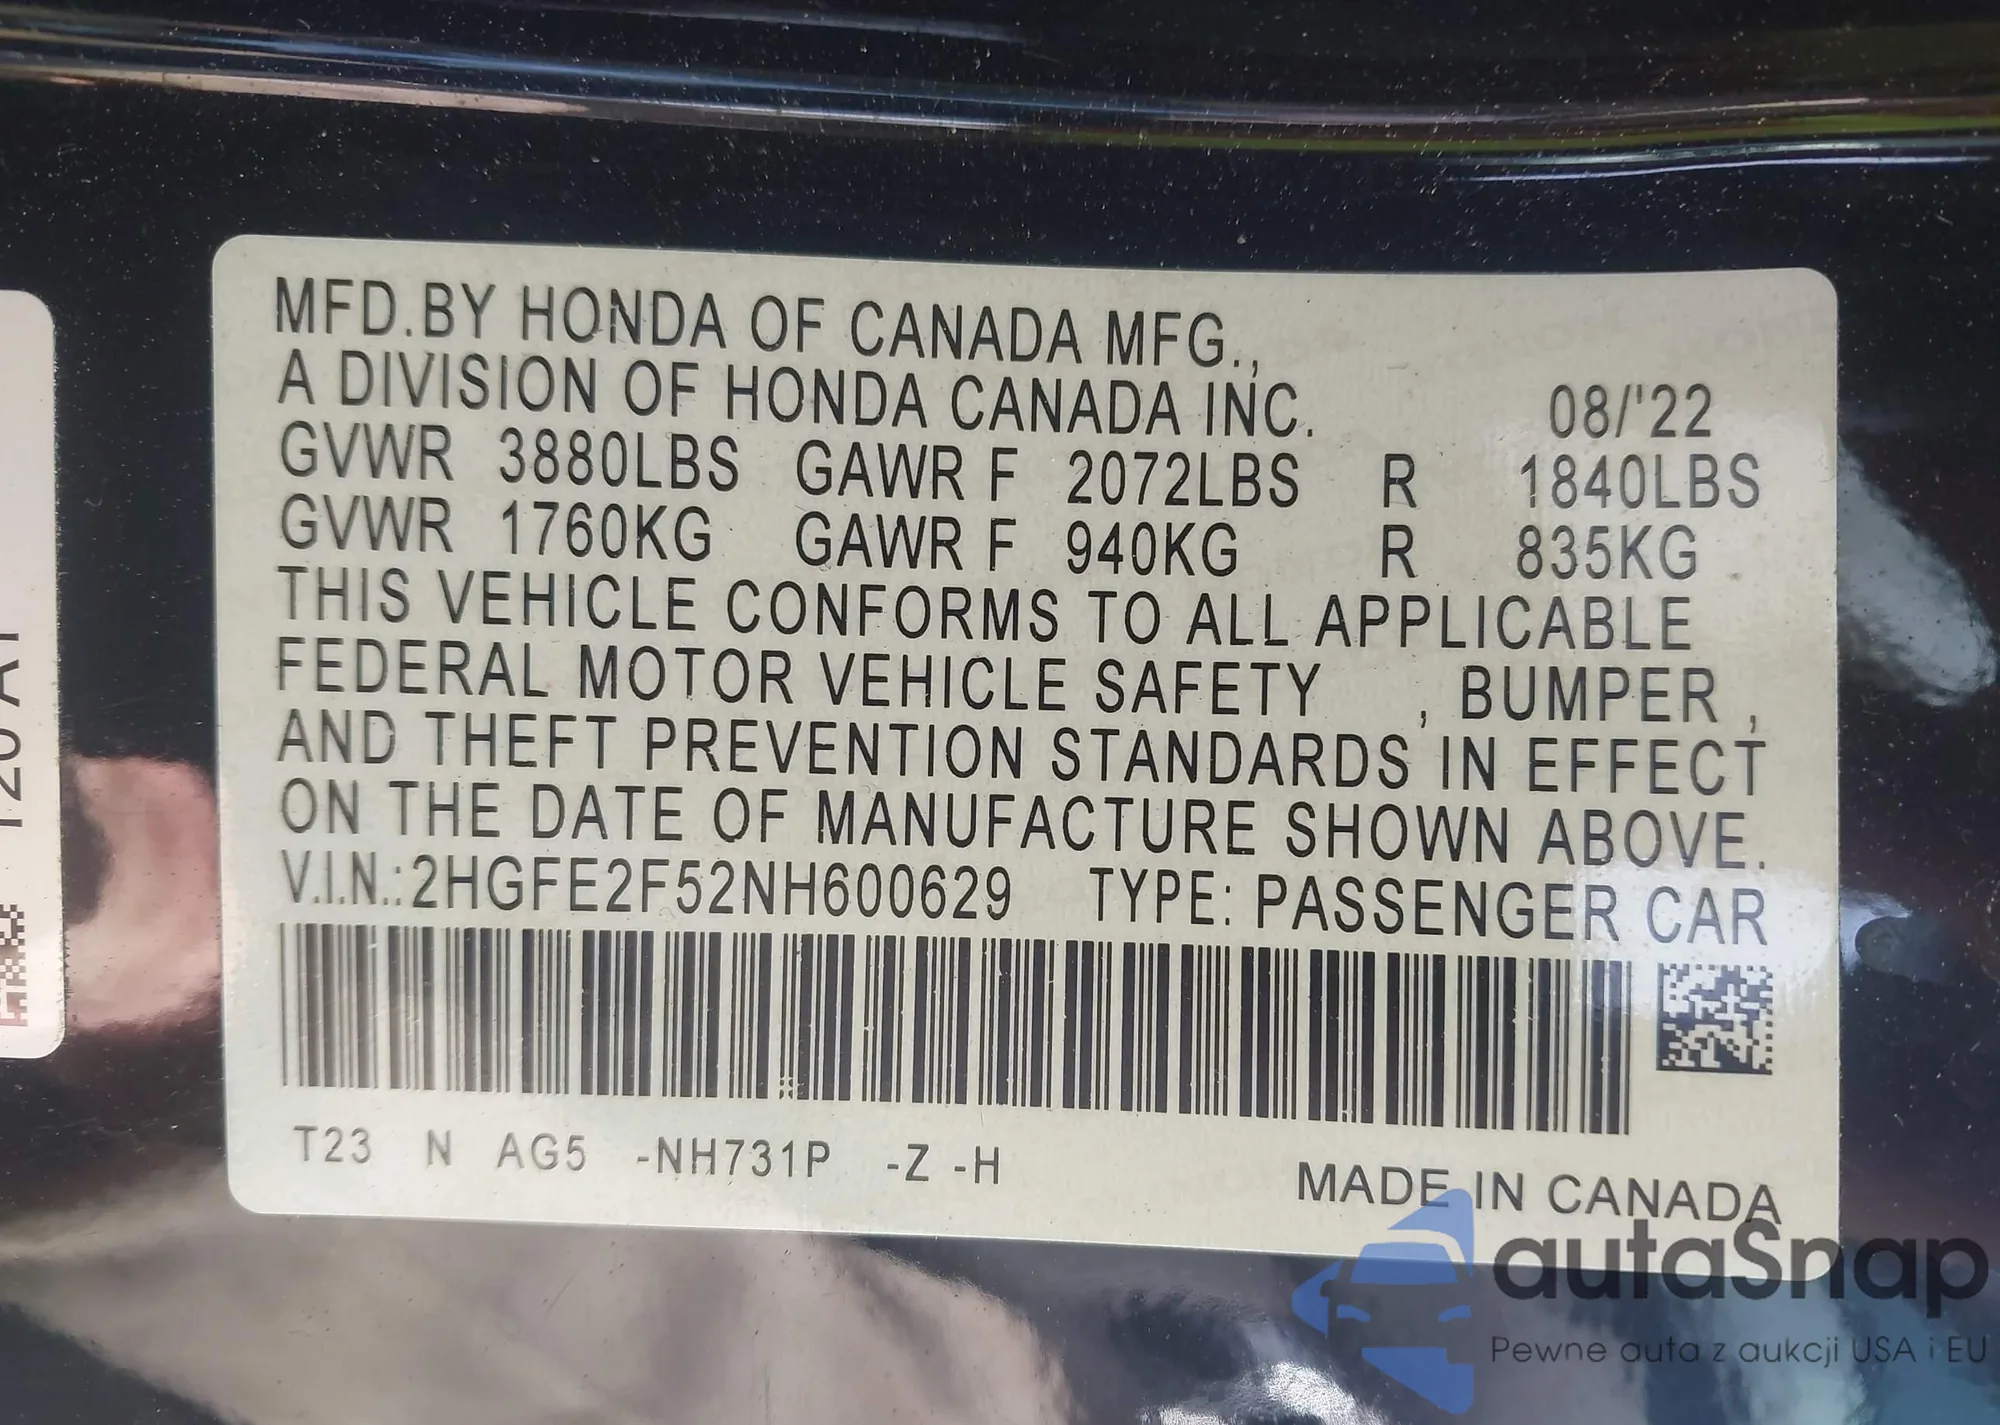 MFD.BY HONDA OF CANADA MFG.,
A DIVISION OF HONDA CANADA INC. 08/'22
GVWR 3880LBS GAWR F 2072LBS R 1840LBS
GVWR 1760KG GAWR F 940KG R 835KG
THIS VEHICLE CONFORMS TO ALL APPLICABLE
FEDERAL MOTOR VEHICLE SAFETY , BUMPER ,
AND THEFT PREVENTION STANDARDS IN EFFECT
ON THE DATE OF MANUFACTURE SHOWN ABOVE.
V.I.N.:2HGFE2F52NH600629 TYPE: PASSENGER CAR
T23 N AG5 -NH731P -Z -H
MADE IN CANADA
autaSnap
Pewne auta z aukcji USA i EU